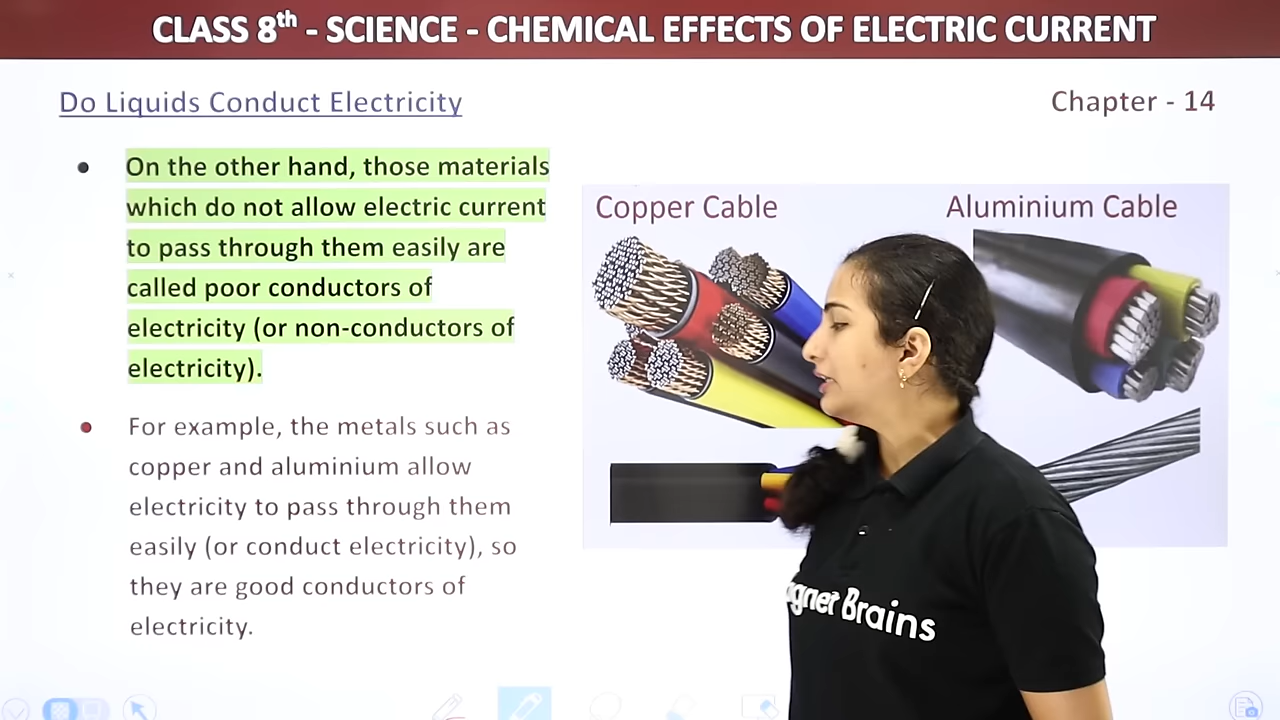 CLASS 8th - SCIENCE - CHEMICAL EFFECTS OF ELECTRIC CURRENT
Do Liquids Conduct Electricity
Chapter - 14
On the other hand, those materials
which do not allow electric current
to pass through them easily are
called poor conductors of
electricity (or non-conductors of
electricity).
For example, the metals such as
copper and aluminium allow
electricity to pass through them
easily (or conduct electricity), so
they are good conductors of
electricity.
Copper Cable
Aluminium Cable
Brains